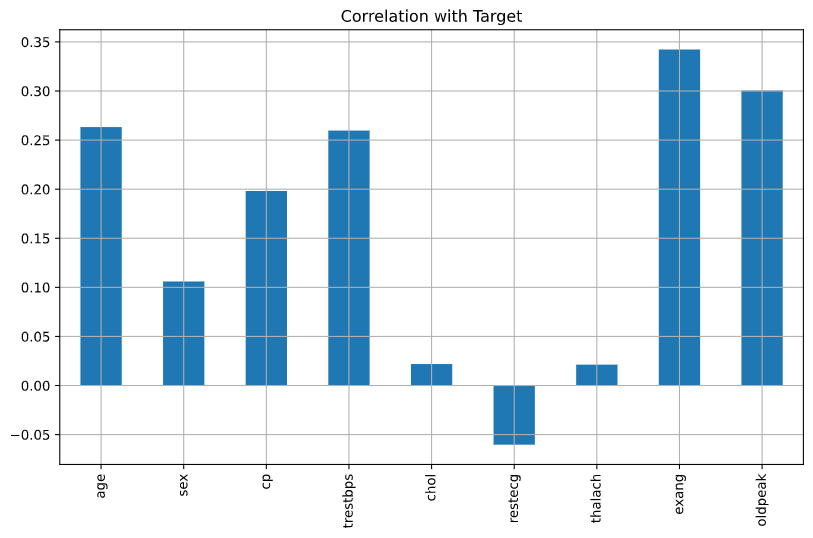 Correlation with Target
0.35
0.30
0.25
0.20
0.15
0.10
0.05
0.00
−0.05
age
sex
cp
trestbps
chol
restecg
thalach
exang
oldpeak